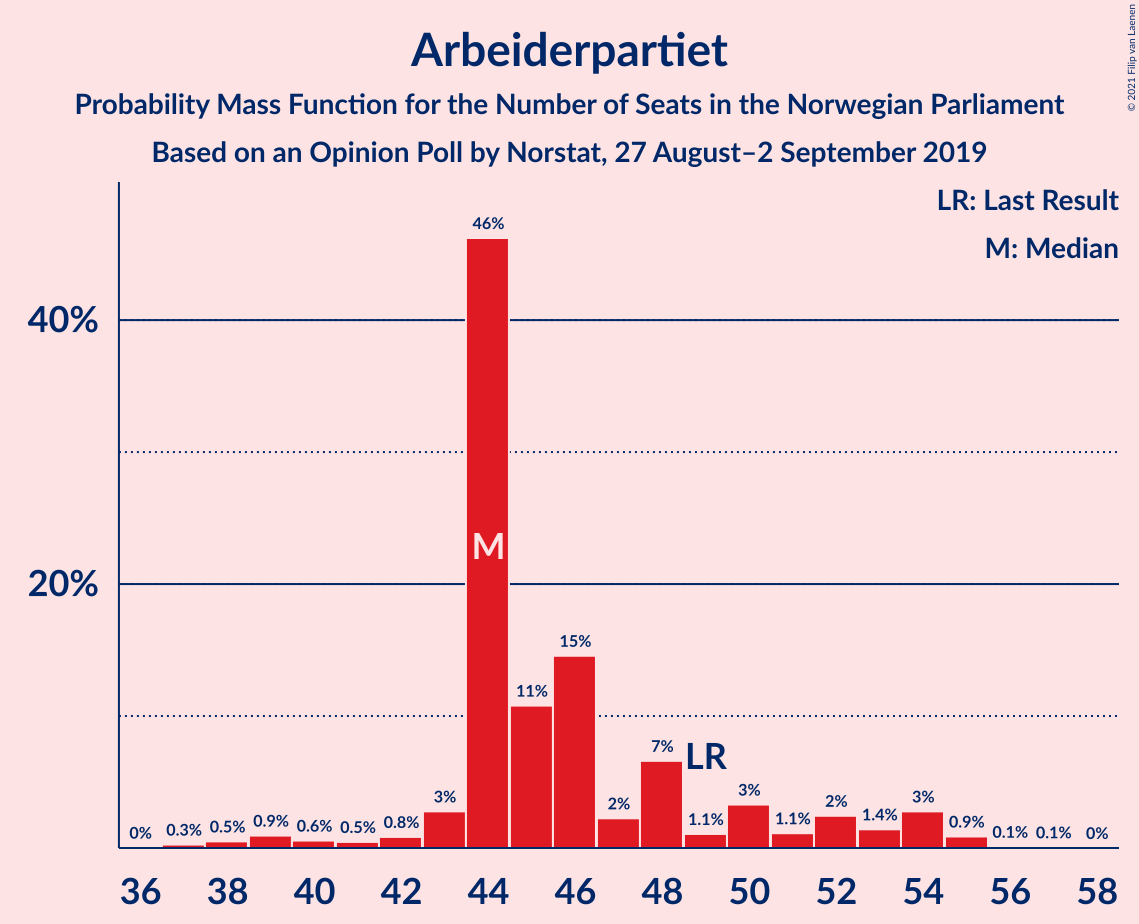 Arbeiderpartiet
Probability Mass Function for the Number of Seats in the Norwegian Parliament
Based on an Opinion Poll by Norstat, 27 August–2 September 2019
© 2021 Filip van Laenen
LR: Last Result
M: Median
46%
40%
M
20%
15%
11%
7%
LR
3%
3%
3%
2%
2%
1.4%
1.1%
1.1%
0.9%
0.9%
0.8%
0.6%
0.5%
0.5%
0.3%
0%
0.1%
0.1%
0%
36 38 40 42 44 46 48 50 52 54 56 58